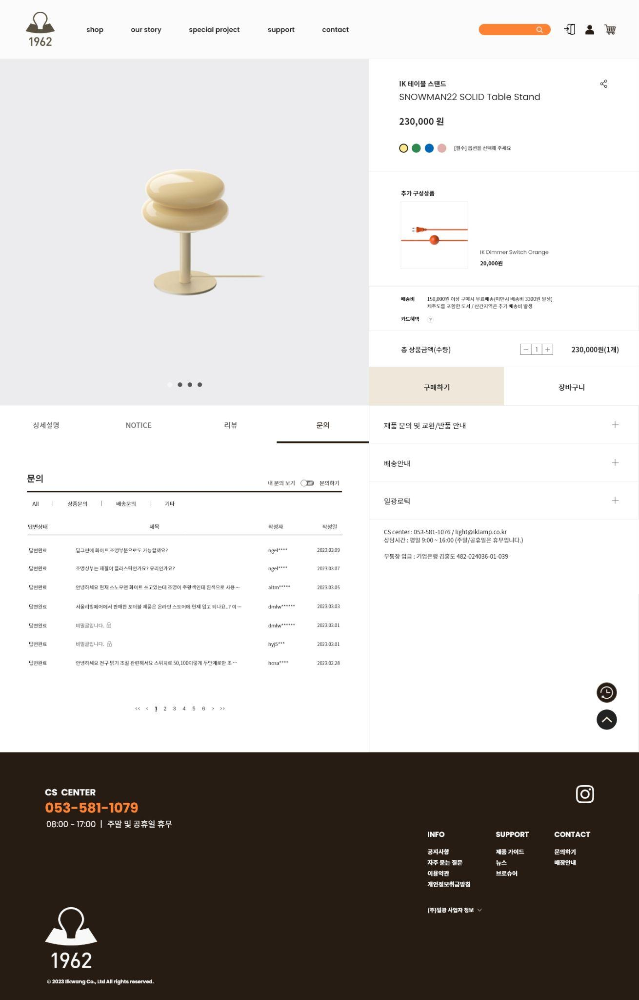 1962
shop
our story
special project
support
contact
IK 테이블 스탠드
SNOWMAN22 SOLID Table Stand
230,000 원
[필수] 옵션을 선택해 주세요
추가 구성상품
IK Dimmer Switch Orange
20,000원
배송비
150,000원 이상 구매시 무료배송(미만시 배송비 3300원 발생)
제주도를 포함한 도서 / 산간지역은 추가 배송비 발생
카드혜택 ?
총 상품금액(수량)
− 1 +
230,000원(1개)
구매하기
장바구니
상세설명
NOTICE
리뷰
문의
제품 문의 및 교환/반품 안내
배송안내
일광로틱
CS center : 053-581-1076 / light@iklamp.co.kr
상담시간 : 평일 9:00 ~ 16:00 (주말/공휴일은 휴무입니다.)
무통장 입금 : 기업은행 김홍도 482-024036-01-039
문의
내 문의 보기
off
문의하기
All | 상품문의 | 배송문의 | 기타
답변상태 제목 작성자 작성일
답변완료 딥그린에 화이트 조명부분으로도 가능할까요? ngel**** 2023.03.09
답변완료 조명상부는 재질이 플라스틱인가요? 유리인가요? ngel**** 2023.03.07
답변완료 안녕하세요 현재 스노우맨 화이트 쓰고있는데 조명이 주황색인데 흰색으로 사용··· altm***** 2023.03.05
답변완료 서울리빙페어에서 판매한 포터블 제품은 온라인 스토어에 언제 입고 되나요..? 이··· dmlw****** 2023.03.03
답변완료 비밀글입니다. dmlw****** 2023.03.01
답변완료 비밀글입니다. hyj5*** 2023.03.01
답변완료 안녕하세요 전구 밝기 조절 관련해서요 스위치로 50,100이렇게 두단계로만 조··· hosa**** 2023.02.28
<< < 1 2 3 4 5 6 > >>
CS CENTER
053-581-1079
08:00 ~ 17:00 | 주말 및 공휴일 휴무
INFO
공지사항
자주 묻는 질문
이용약관
개인정보취급방침
SUPPORT
제품 가이드
뉴스
브로슈어
CONTACT
문의하기
매장안내
(주)일광 사업자 정보
1962
© 2023 Ilkwang Co., Ltd All rights reserved.